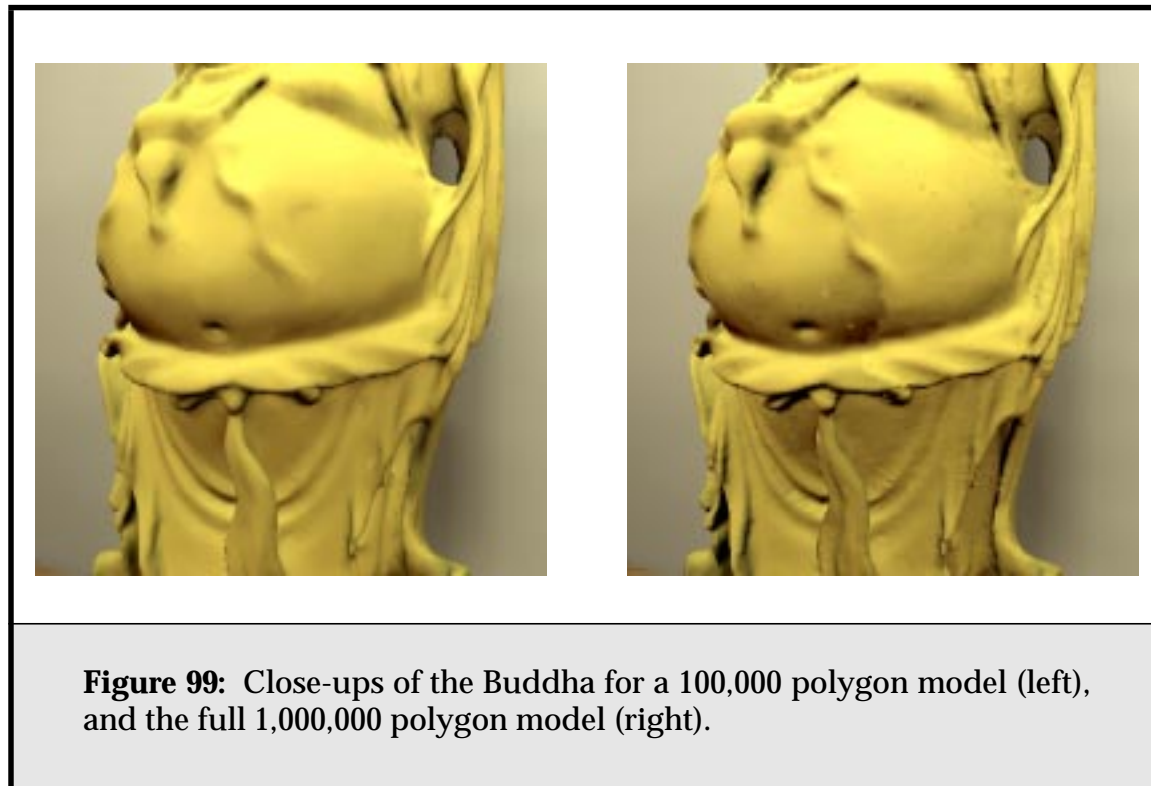 Figure 99: Close-ups of the Buddha for a 100,000 polygon model (left),
and the full 1,000,000 polygon model (right).